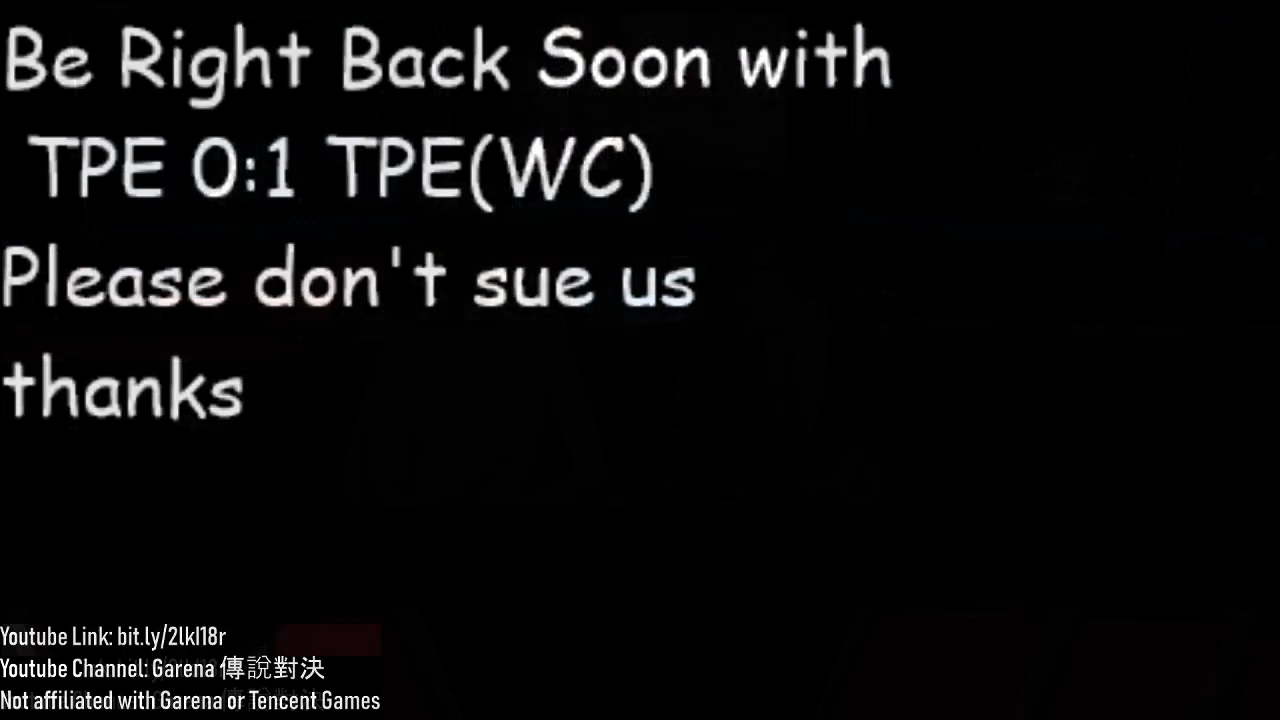 Be Right Back Soon with
TPE 0:1 TPE(WC)
Please don't sue us
thanks
Youtube Link: bit.ly/2lkI18r
Youtube Channel: Garena 傳說對決
Not affiliated with Garena or Tencent Games